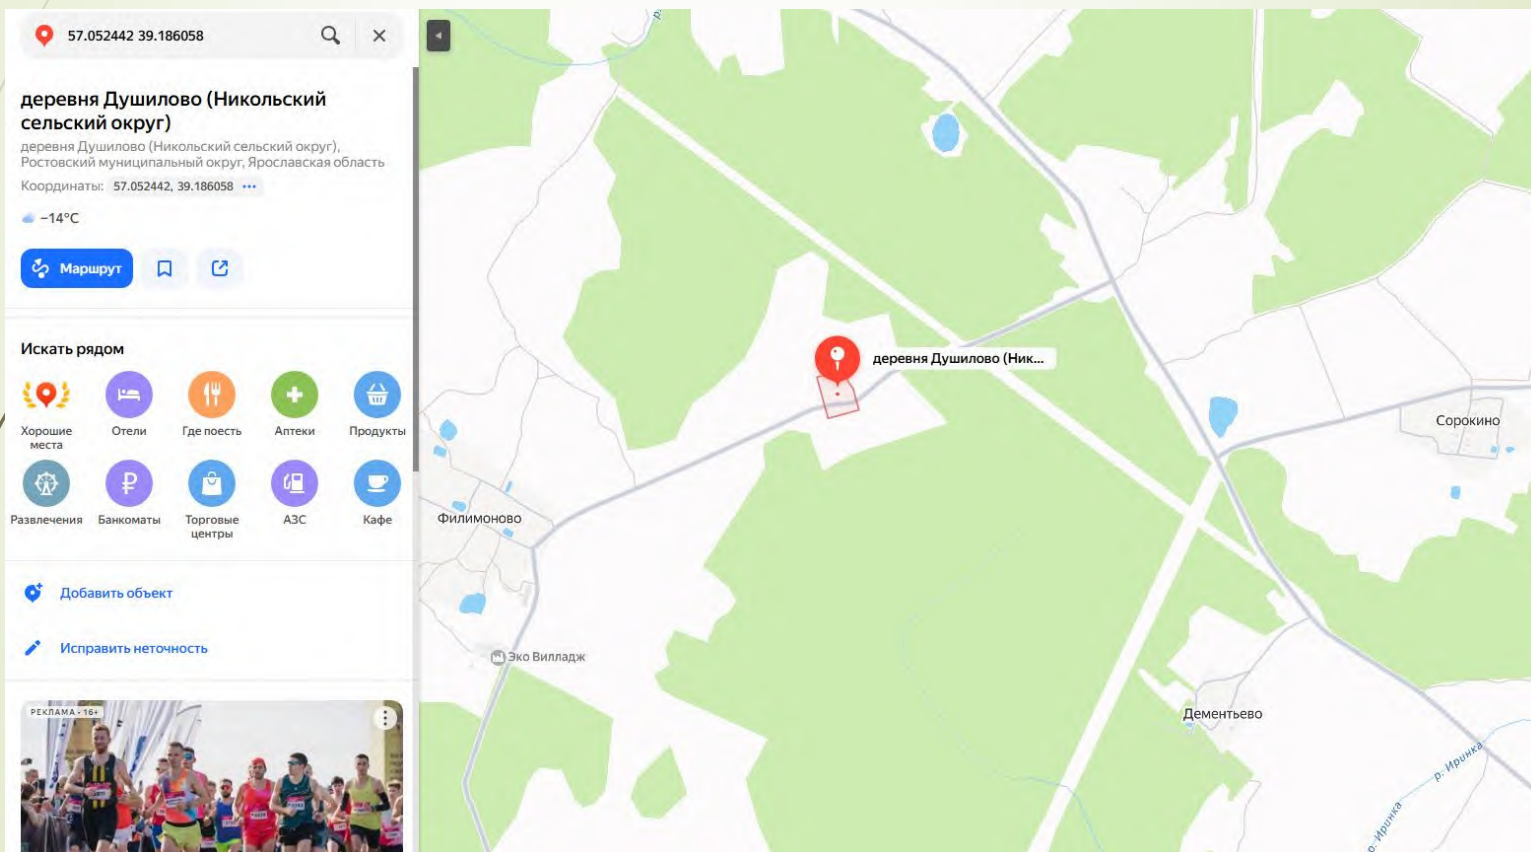 57.052442 39.186058
деревня Душилово (Никольский
сельский округ)
деревня Душилово (Никольский сельский округ),
Ростовский муниципальный округ, Ярославская область
Координаты: 57.052442, 39.186058 •••
−14°C
Маршрут
Искать рядом
Хорошие
места
Отели
Где поесть
Аптеки
Продукты
Развлечения
Банкоматы
Торговые
центры
АЗС
Кафе
Добавить объект
Исправить неточность
РЕКЛАМА • 16+
р.
деревня Душилово (Ник...
Сорокино
Филимоново
Эко Вилладж
Дементьево
р. Иринка
р. Иринка